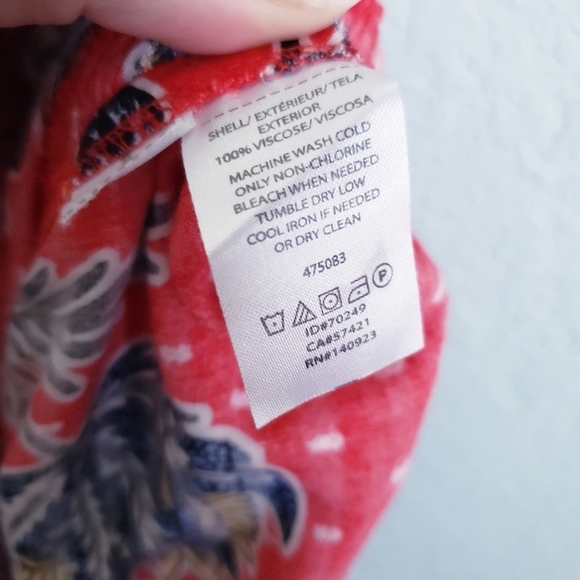 SHELL/ EXTÉRIEUR/ TELA
EXTERIOR
100% VISCOSE/ VISCOSA
MACHINE WASH COLD
ONLY NON-CHLORINE
BLEACH WHEN NEEDED
TUMBLE DRY LOW
COOL IRON IF NEEDED
OR DRY CLEAN
475083
P
ID#70249
CA#57421
RN#140923